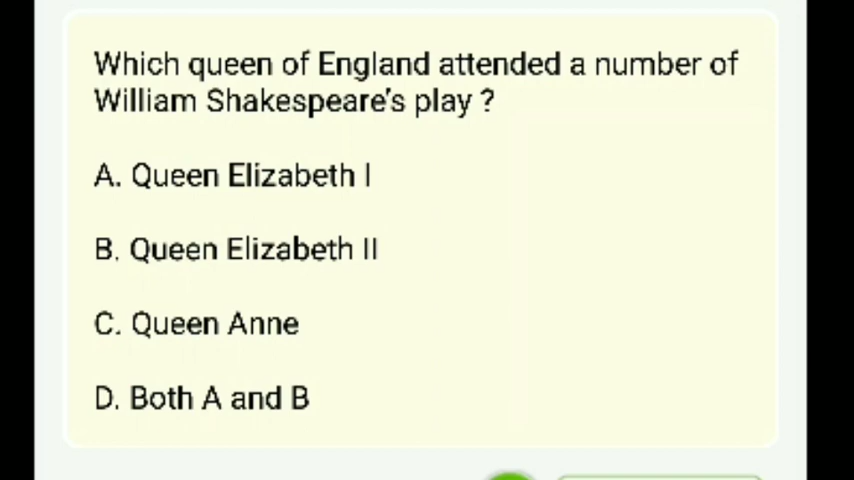 Which queen of England attended a number of
William Shakespeare's play ?
A. Queen Elizabeth I
B. Queen Elizabeth II
C. Queen Anne
D. Both A and B